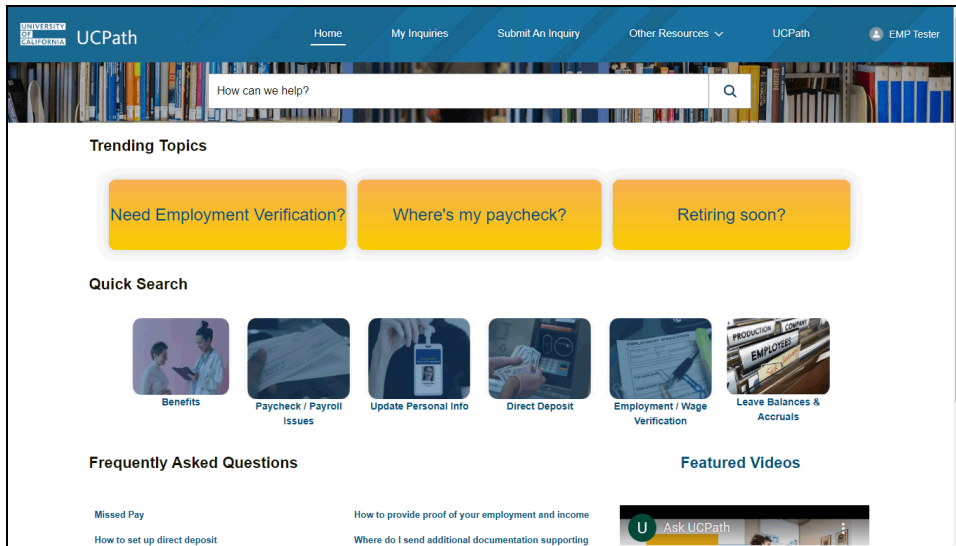 UNIVERSITY
OF
CALIFORNIA
UCPath
Home
My Inquiries
Submit An Inquiry
Other Resources
UCPath
EMP Tester
How can we help?
Trending Topics
Need Employment Verification?
Where's my paycheck?
Retiring soon?
Quick Search
PRODUCTION
COMPANY
EMPLOYEES
Benefits
Paycheck / Payroll
Issues
Update Personal Info
Direct Deposit
Employment / Wage
Verification
Leave Balances &
Accruals
Frequently Asked Questions
Featured Videos
Missed Pay
How to provide proof of your employment and income
How to set up direct deposit
Where do I send additional documentation supporting
U
Ask UCPath